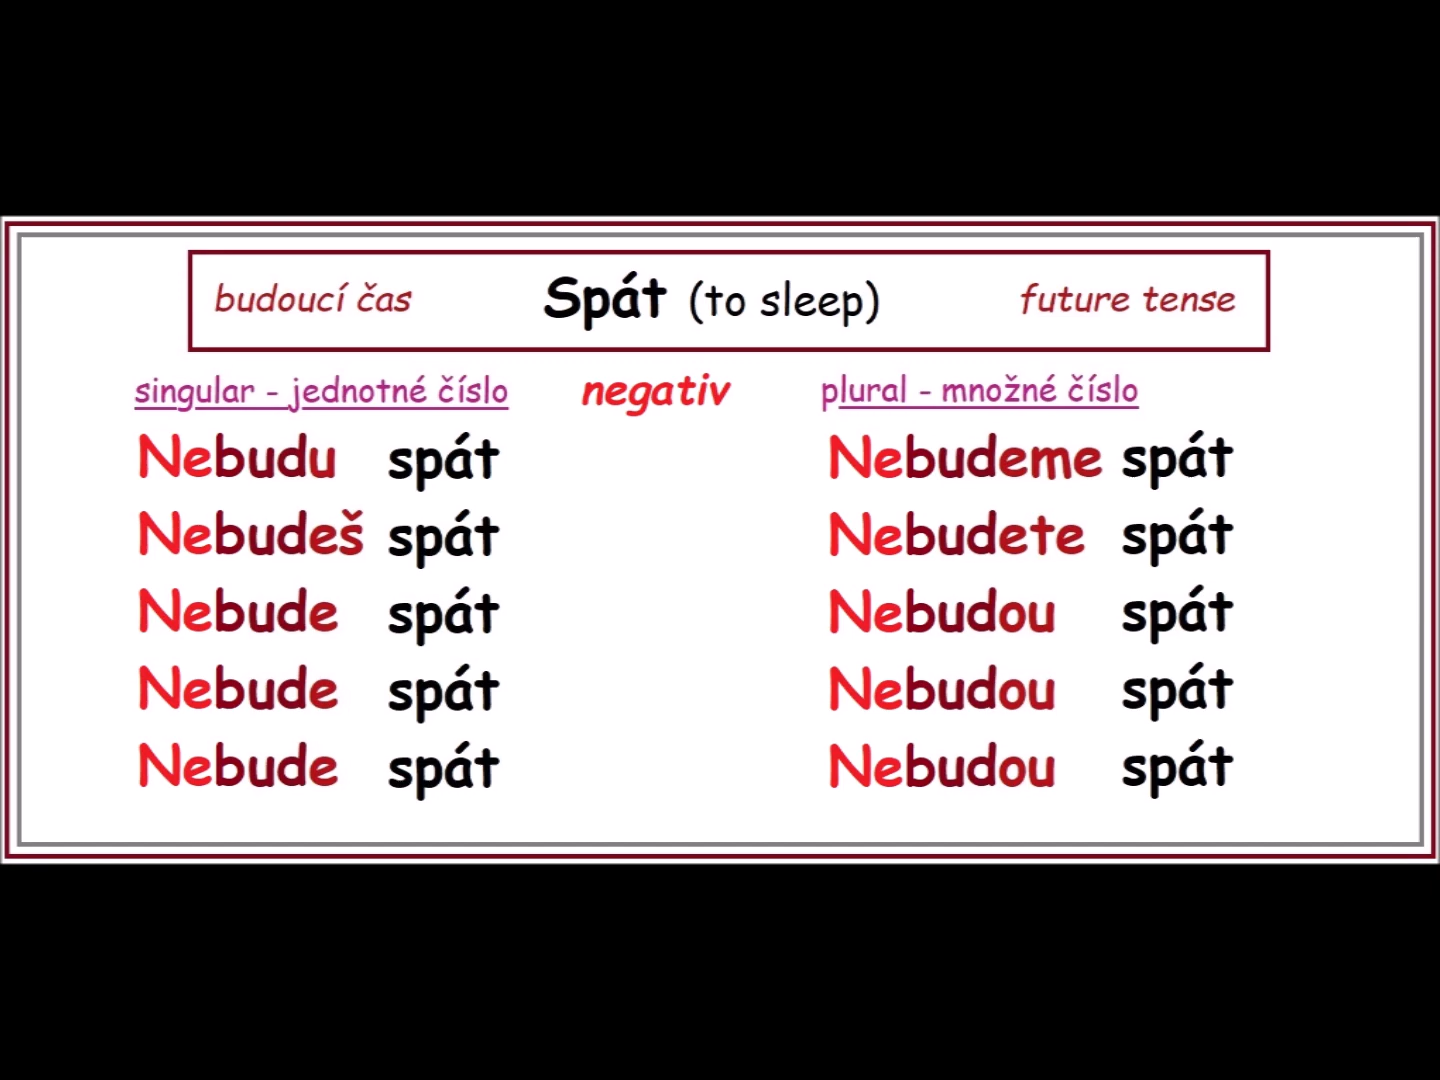 budoucí čas Spát (to sleep) future tense
singular - jednotné číslo negativ plural - množné číslo
Nebudu spát Nebudeme spát
Nebudeš spát Nebudete spát
Nebude spát Nebudou spát
Nebude spát Nebudou spát
Nebude spát Nebudou spát